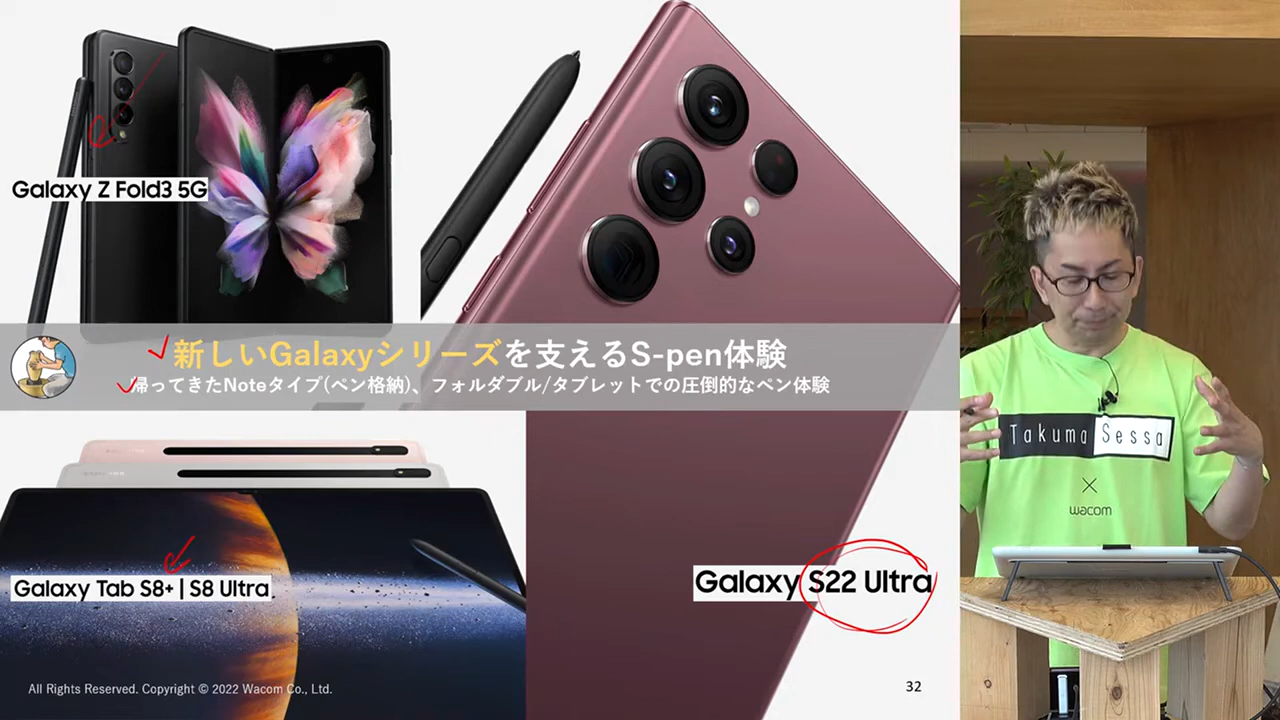 Galaxy Z Fold3 5G
新しいGalaxyシリーズを支えるS-pen体験
帰ってきたNoteタイプ(ペン格納)、フォルダブル/タブレットでの圧倒的なペン体験
Takuma Sessa
wacom
Galaxy Tab S8+ | S8 Ultra
Galaxy S22 Ultra
All Rights Reserved. Copyright © 2022 Wacom Co., Ltd.
32